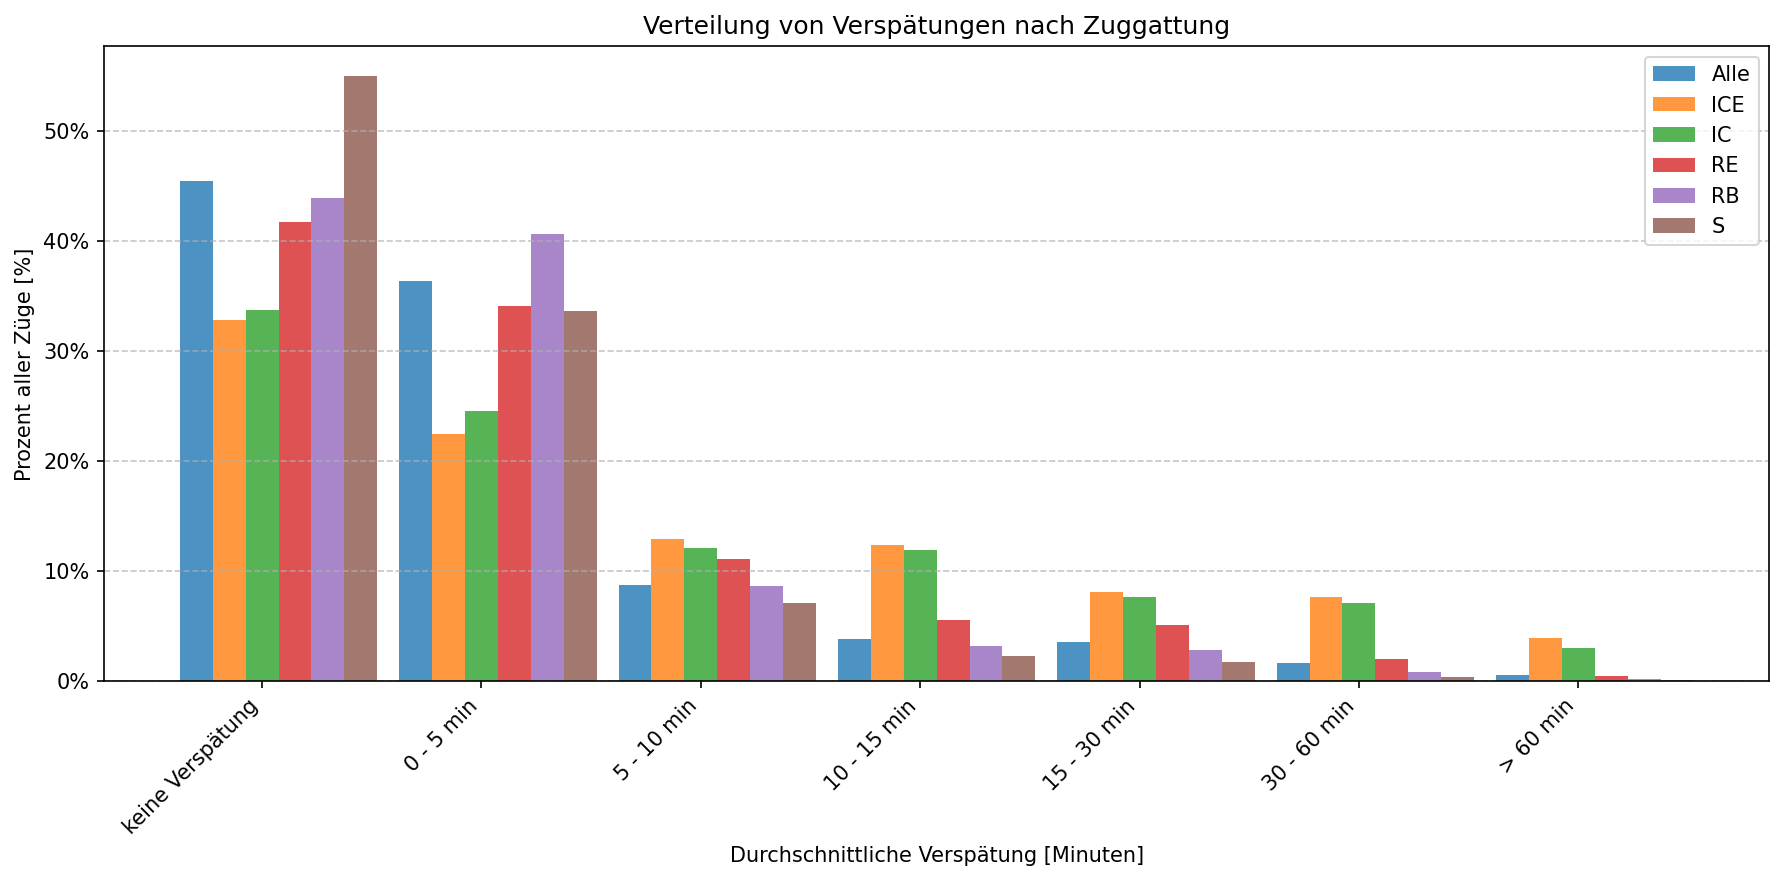 Verteilung von Verspätungen nach Zuggattung
Prozent aller Züge [%]
50%
40%
30%
20%
10%
0%
Alle
ICE
IC
RE
RB
S
keine Verspätung
0 - 5 min
5 - 10 min
10 - 15 min
15 - 30 min
30 - 60 min
> 60 min
Durchschnittliche Verspätung [Minuten]